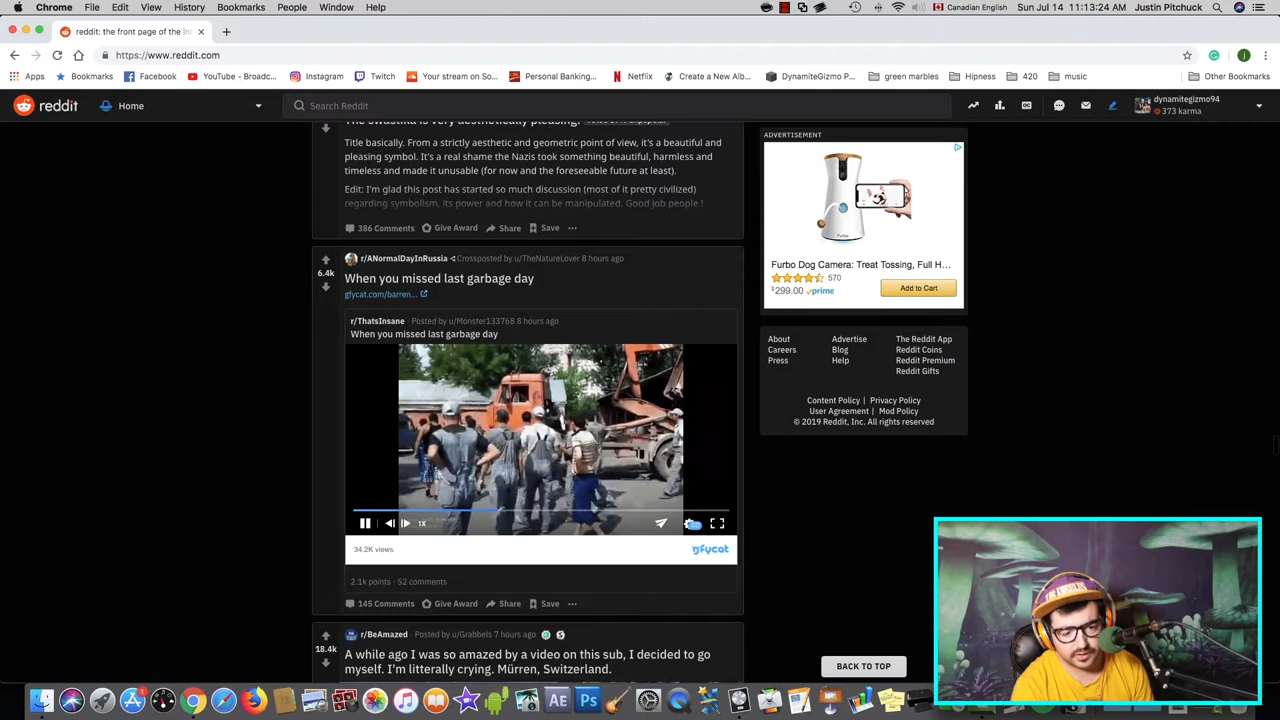 Chrome File Edit View History Bookmarks People Window Help Canadian English Sun Jul 14 11:13:24 AM Justin Pitchuck
reddit: the front page of the in
https://www.reddit.com
Apps Bookmarks Facebook YouTube - Broadc... Instagram Twitch Your stream on So... Personal Banking... Netflix Create a New Alb... DynamiteGizmo P... green marbles Hipness 420 music Other Bookmarks
reddit Home Search Reddit dynamitegizmo94
373 karma
The swastika is very aesthetically pleasing.
Title basically. From a strictly aesthetic and geometric point of view, it's a beautiful and
pleasing symbol. It's a real shame the Nazis took something beautiful, harmless and
timeless and made it unusable (for now and the foreseeable future at least).
Edit: I'm glad this post has started so much discussion (most of it pretty civilized)
regarding symbolism, its power and how it can be manipulated. Good job people !
386 Comments Give Award Share Save
6.4k
r/ANormalDayInRussia Crossposted by u/TheNatureLover 8 hours ago
When you missed last garbage day
gfycat.com/barren...
r/ThatsInsane · Posted by u/Monster133768 8 hours ago
When you missed last garbage day
1X
34.2K views gfycat
2.1k points · 52 comments
145 Comments Give Award Share Save
18.4k
r/BeAmazed · Posted by u/Grabbels 7 hours ago
A while ago I was so amazed by a video on this sub, I decided to go
myself. I'm litterally crying. Mürren, Switzerland.
ADVERTISEMENT
Furbo
Furbo Dog Camera: Treat Tossing, Full H...
570
$299.00 prime Add to Cart
About Advertise The Reddit App
Careers Blog Reddit Coins
Press Help Reddit Premium
Reddit Gifts
Content Policy | Privacy Policy
User Agreement | Mod Policy
© 2019 Reddit, Inc. All rights reserved
BACK TO TOP
AE Ps